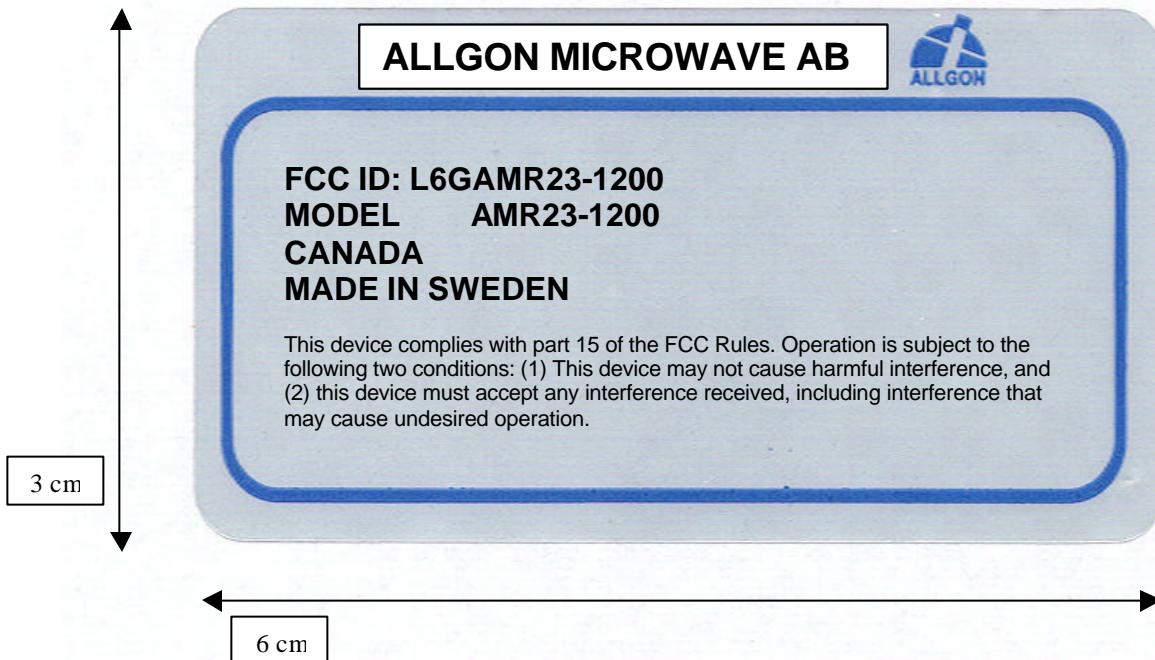 ALLGON MICROWAVE AB
ALLGON
FCC ID: L6GAMR23-1200
MODEL AMR23-1200
CANADA
MADE IN SWEDEN
This device complies with part 15 of the FCC Rules. Operation is subject to the
following two conditions: (1) This device may not cause harmful interference, and
(2) this device must accept any interference received, including interference that
may cause undesired operation.
3 cm
6 cm